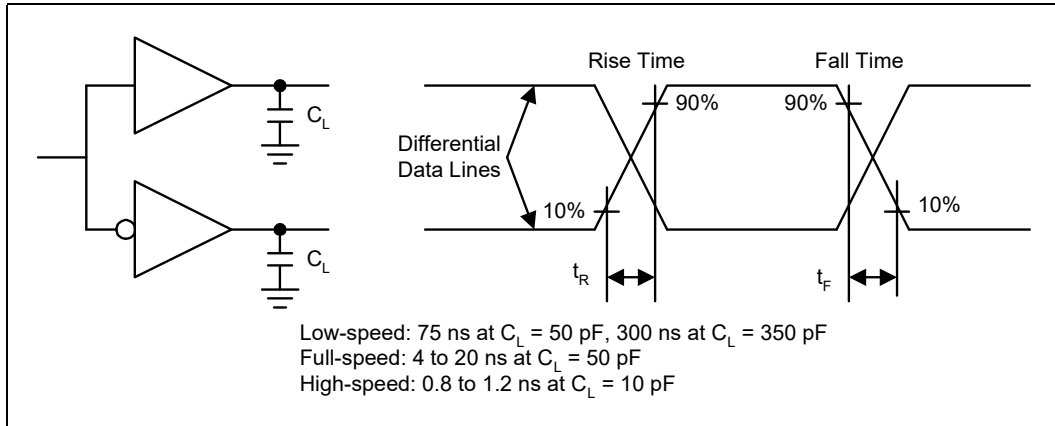 Rise Time
Fall Time
C_L
90%
90%
Differential
Data Lines
10%
10%
C_L
t_R
t_F
Low-speed: 75 ns at C_L = 50 pF, 300 ns at C_L = 350 pF
Full-speed: 4 to 20 ns at C_L = 50 pF
High-speed: 0.8 to 1.2 ns at C_L = 10 pF